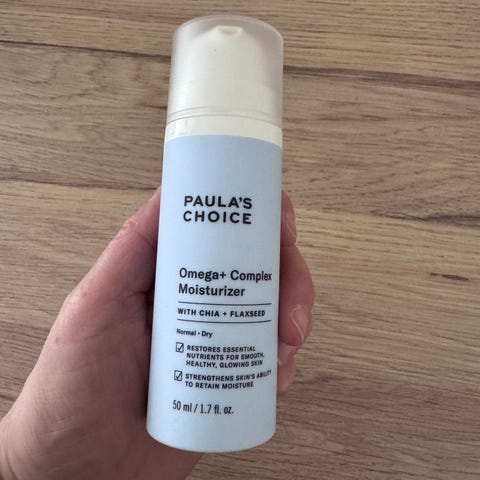 PAULA'S
CHOICE
Omega+ Complex
Moisturizer
WITH CHIA + FLAXSEED
Normal • Dry
RESTORES ESSENTIAL
NUTRIENTS FOR SMOOTH,
HEALTHY, GLOWING SKIN
STRENGTHENS SKIN'S ABILITY
TO RETAIN MOISTURE
50 ml / 1.7 fl. oz.